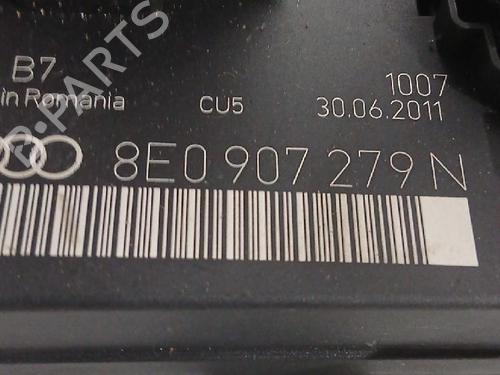 B7
1007
in Romania
CU5
30.06.2011
8E0 907 279 N
B-PARTS